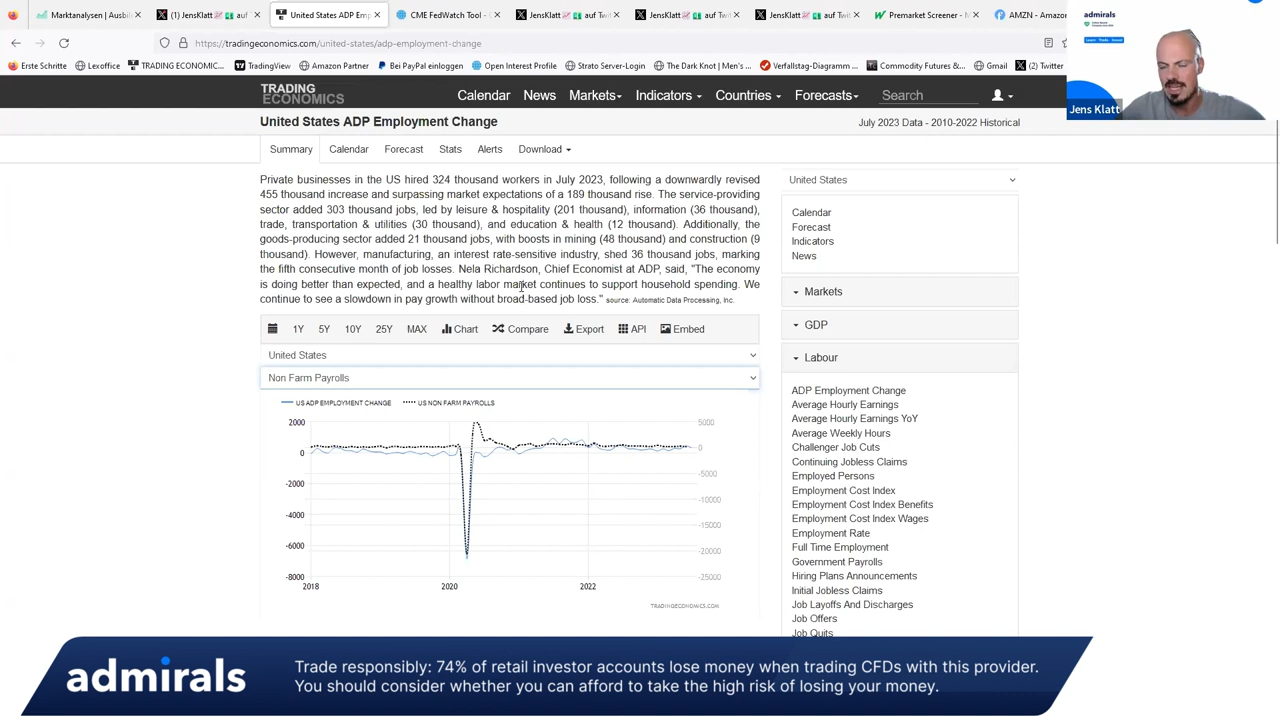 Marktanalysen | Ausbil
(1) JensKlatt auf Twit
United States ADP Emp
CME FedWatch Tool -
JensKlatt auf Twit
JensKlatt auf Twit
JensKlatt auf Twit
Premarket Screener -
AMZN - Amazo
https://tradingeconomics.com/united-states/adp-employment-change
Erste Schritte
Lexoffice
TRADING ECONOMIC...
TradingView
Amazon Partner
Bei PayPal einloggen
Open Interest Profile
Strato Server-Login
The Dark Knot | Men's ...
Verfallstag-Diagramm ...
Commodity Futures & ...
Gmail
(1) Twitter
admirals
Jens Klatt
TRADING
ECONOMICS
Calendar News Markets Indicators Countries Forecasts Search
United States ADP Employment Change
July 2023 Data - 2010-2022 Historical
Summary Calendar Forecast Stats Alerts Download
Private businesses in the US hired 324 thousand workers in July 2023, following a downwardly revised
455 thousand increase and surpassing market expectations of a 189 thousand rise. The service-providing
sector added 303 thousand jobs, led by leisure & hospitality (201 thousand), information (36 thousand),
trade, transportation & utilities (30 thousand), and education & health (12 thousand). Additionally, the
goods-producing sector added 21 thousand jobs, with boosts in mining (48 thousand) and construction (9
thousand). However, manufacturing, an interest rate-sensitive industry, shed 36 thousand jobs, marking
the fifth consecutive month of job losses. Nela Richardson, Chief Economist at ADP, said, "The economy
is doing better than expected, and a healthy labor market continues to support household spending. We
continue to see a slowdown in pay growth without broad-based job loss." source: Automatic Data Processing, Inc.
1Y 5Y 10Y 25Y MAX Chart Compare Export API Embed
United States
Non Farm Payrolls
US ADP EMPLOYMENT CHANGE US NON FARM PAYROLLS
2000
0
-2000
-4000
-6000
-8000
5000
0
-5000
-10000
-15000
-20000
-25000
2018 2020 2022
TRADINGECONOMICS.COM
United States
Calendar
Forecast
Indicators
News
Markets
GDP
Labour
ADP Employment Change
Average Hourly Earnings
Average Hourly Earnings YoY
Average Weekly Hours
Challenger Job Cuts
Continuing Jobless Claims
Employed Persons
Employment Cost Index
Employment Cost Index Benefits
Employment Cost Index Wages
Employment Rate
Full Time Employment
Government Payrolls
Hiring Plans Announcements
Initial Jobless Claims
Job Layoffs And Discharges
Job Offers
Job Quits
admirals
Trade responsibly: 74% of retail investor accounts lose money when trading CFDs with this provider.
You should consider whether you can afford to take the high risk of losing your money.